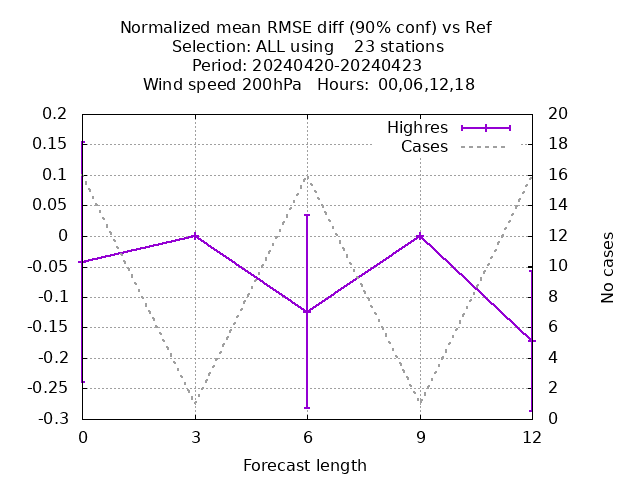 Normalized mean RMSE diff (90% conf) vs Ref
Selection: ALL using    23 stations
Period: 20240420-20240423
Wind speed 200hPa   Hours:  00,06,12,18
Highres
Cases
0.2
0.15
0.1
0.05
0
-0.05
-0.1
-0.15
-0.2
-0.25
-0.3
20
18
16
14
12
10
8
6
4
2
0
No cases
0 3 6 9 12
Forecast length